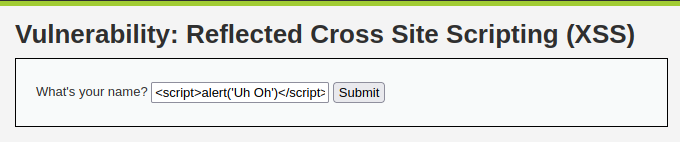 Vulnerability: Reflected Cross Site Scripting (XSS)
What's your name? <script>alert('Uh Oh')</script> Submit